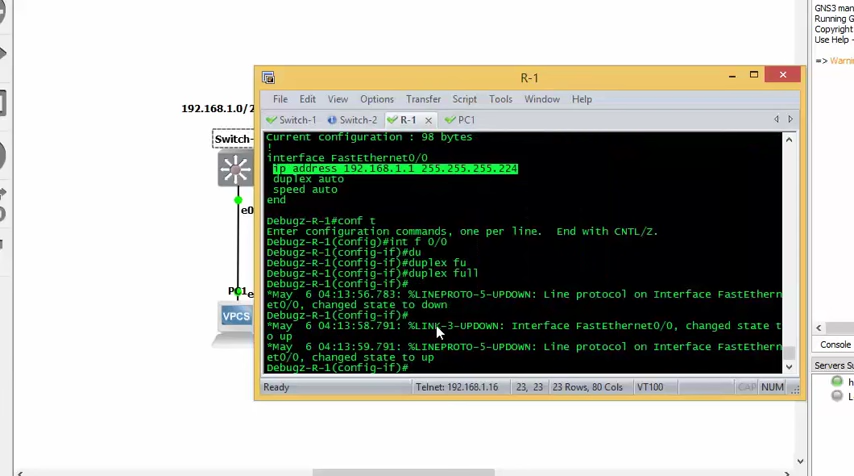 GNS3 man
Running G
Use Help -
=> Warnin
192.168.1.0/2
Switch-
e0
PC1
e
VPCS
R-1
File Edit View Options Transfer Script Tools Window Help
Switch-1 Switch-2 R-1 PC1
Current configuration : 98 bytes
!
interface FastEthernet0/0
ip address 192.168.1.1 255.255.255.224
duplex auto
speed auto
end
Debugz-R-1#conf t
Enter configuration commands, one per line. End with CNTL/Z.
Debugz-R-1(config)#int f 0/0
Debugz-R-1(config-if)#du
Debugz-R-1(config-if)#duplex fu
Debugz-R-1(config-if)#duplex full
Debugz-R-1(config-if)#
*May 6 04:13:56.783: %LINEPROTO-5-UPDOWN: Line protocol on Interface FastEthern
et0/0, changed state to down
Debugz-R-1(config-if)#
*May 6 04:13:58.791: %LINK-3-UPDOWN: Interface FastEthernet0/0, changed state t
o up
*May 6 04:13:59.791: %LINEPROTO-5-UPDOWN: Line protocol on Interface FastEthern
et0/0, changed state to up
Debugz-R-1(config-if)#
Ready Telnet: 192.168.1.16 23, 23 23 Rows, 80 Cols VT100 CAP NUM
Console
Servers Su
h
L